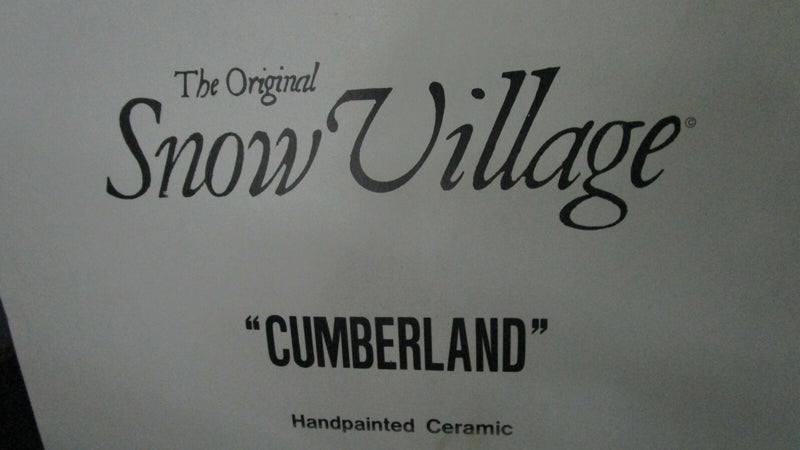 The Original
Snow Village©
“CUMBERLAND”
Handpainted Ceramic